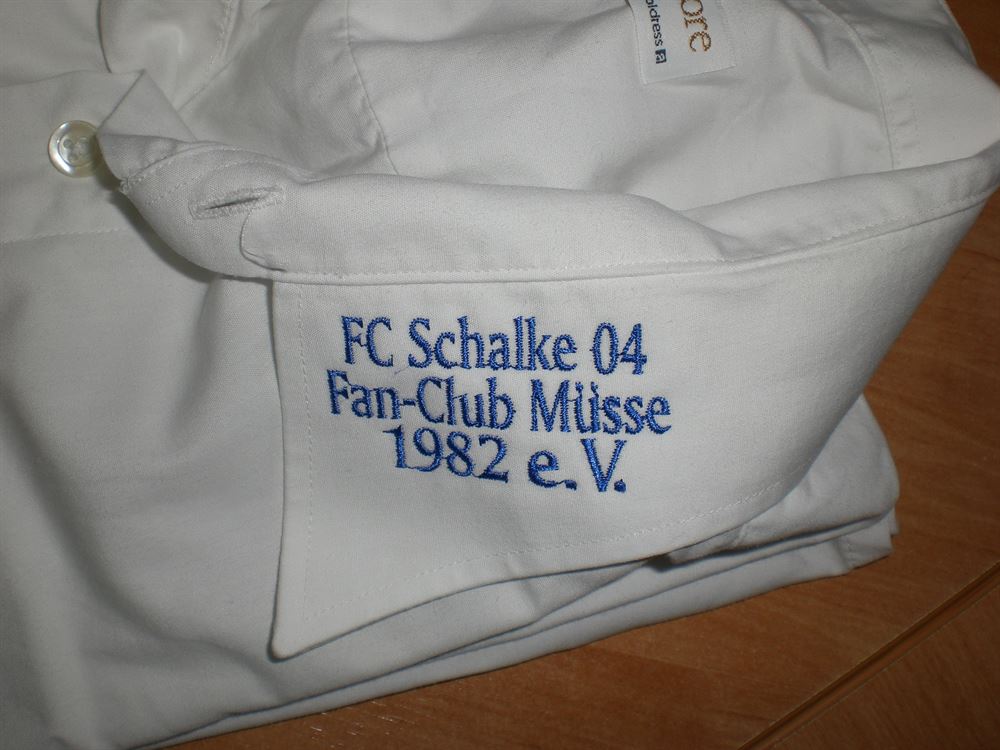 FC Schalke 04
Fan-Club Müsse
1982 e.V.